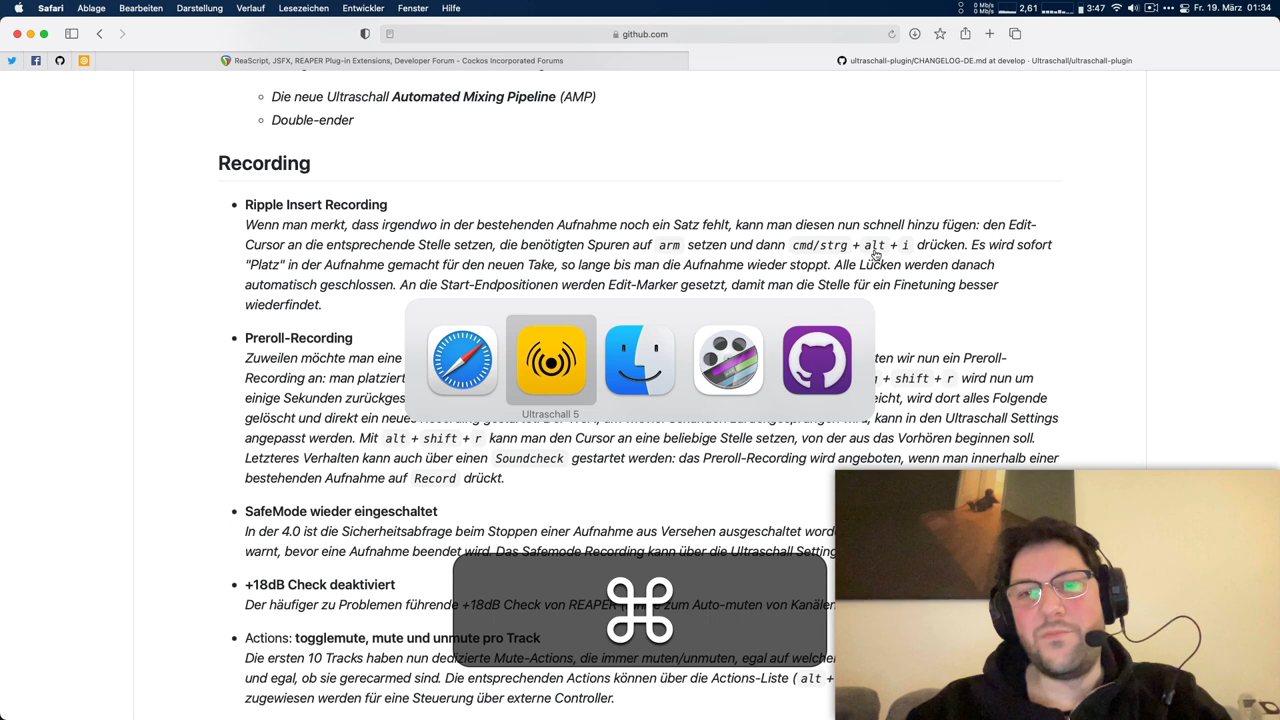 Safari Ablage Bearbeiten Darstellung Verlauf Lesezeichen Entwickler Fenster Hilfe 0 Mb/s 0 Mb/s 2,61 3:47 Fr. 19. März 01:34
github.com
ReaScript, JSFX, REAPER Plug-in Extensions, Developer Forum - Cockos Incorporated Forums
ultraschall-plugin/CHANGELOG-DE.md at develop · Ultraschall/ultraschall-plugin
Die neue Ultraschall Automated Mixing Pipeline (AMP)
Double-ender
Recording
Ripple Insert Recording
Wenn man merkt, dass irgendwo in der bestehenden Aufnahme noch ein Satz fehlt, kann man diesen nun schnell hinzu fügen: den Edit-
Cursor an die entsprechende Stelle setzen, die benötigten Spuren auf arm setzen und dann cmd/strg + alt + i drücken. Es wird sofort
"Platz" in der Aufnahme gemacht für den neuen Take, so lange bis man die Aufnahme wieder stoppt. Alle Lücken werden danach
automatisch geschlossen. An die Start-Endpositionen werden Edit-Marker gesetzt, damit man die Stelle für ein Finetuning besser
wiederfindet.
Preroll-Recording
Zuweilen möchte man eine ten wir nun ein Preroll-
Recording an: man platziert + shift + r wird nun um
einige Sekunden zurückges eicht, wird dort alles Folgende
gelöscht und direkt ein neues kann in den Ultraschall Settings
angepasst werden. Mit alt + shift + r kann man den Cursor an eine beliebige Stelle setzen, von der aus das Vorhören beginnen soll.
Letzteres Verhalten kann auch über einen Soundcheck gestartet werden: das Preroll-Recording wird angeboten, wenn man innerhalb einer
bestehenden Aufnahme auf Record drückt.
Ultraschall 5
SafeMode wieder eingeschaltet
In der 4.0 ist die Sicherheitsabfrage beim Stoppen einer Aufnahme aus Versehen ausgeschaltet word
warnt, bevor eine Aufnahme beendet wird. Das Safemode Recording kann über die Ultraschall Setting
+18dB Check deaktiviert
Der häufiger zu Problemen führende +18dB Check von REAPER zum Auto-muten von Kanälen
Actions: togglemute, mute und unmute pro Track
Die ersten 10 Tracks haben nun dedizierte Mute-Actions, die immer muten/unmuten, egal auf welche
und egal, ob sie gerecarmed sind. Die entsprechenden Actions können über die Actions-Liste ( alt +
zugewiesen werden für eine Steuerung über externe Controller.
⌘